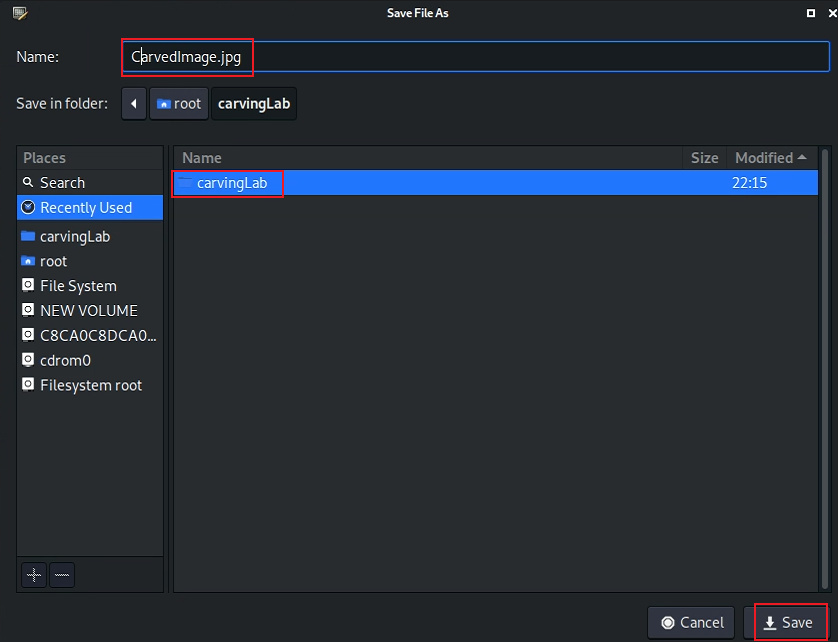 Save File As
Name: CarvedImage.jpg
Save in folder: root carvingLab
Places
Search
Recently Used
carvingLab
root
File System
NEW VOLUME
C8CA0C8DCA0...
cdrom0
Filesystem root
Name Size Modified
carvingLab 22:15
Cancel Save